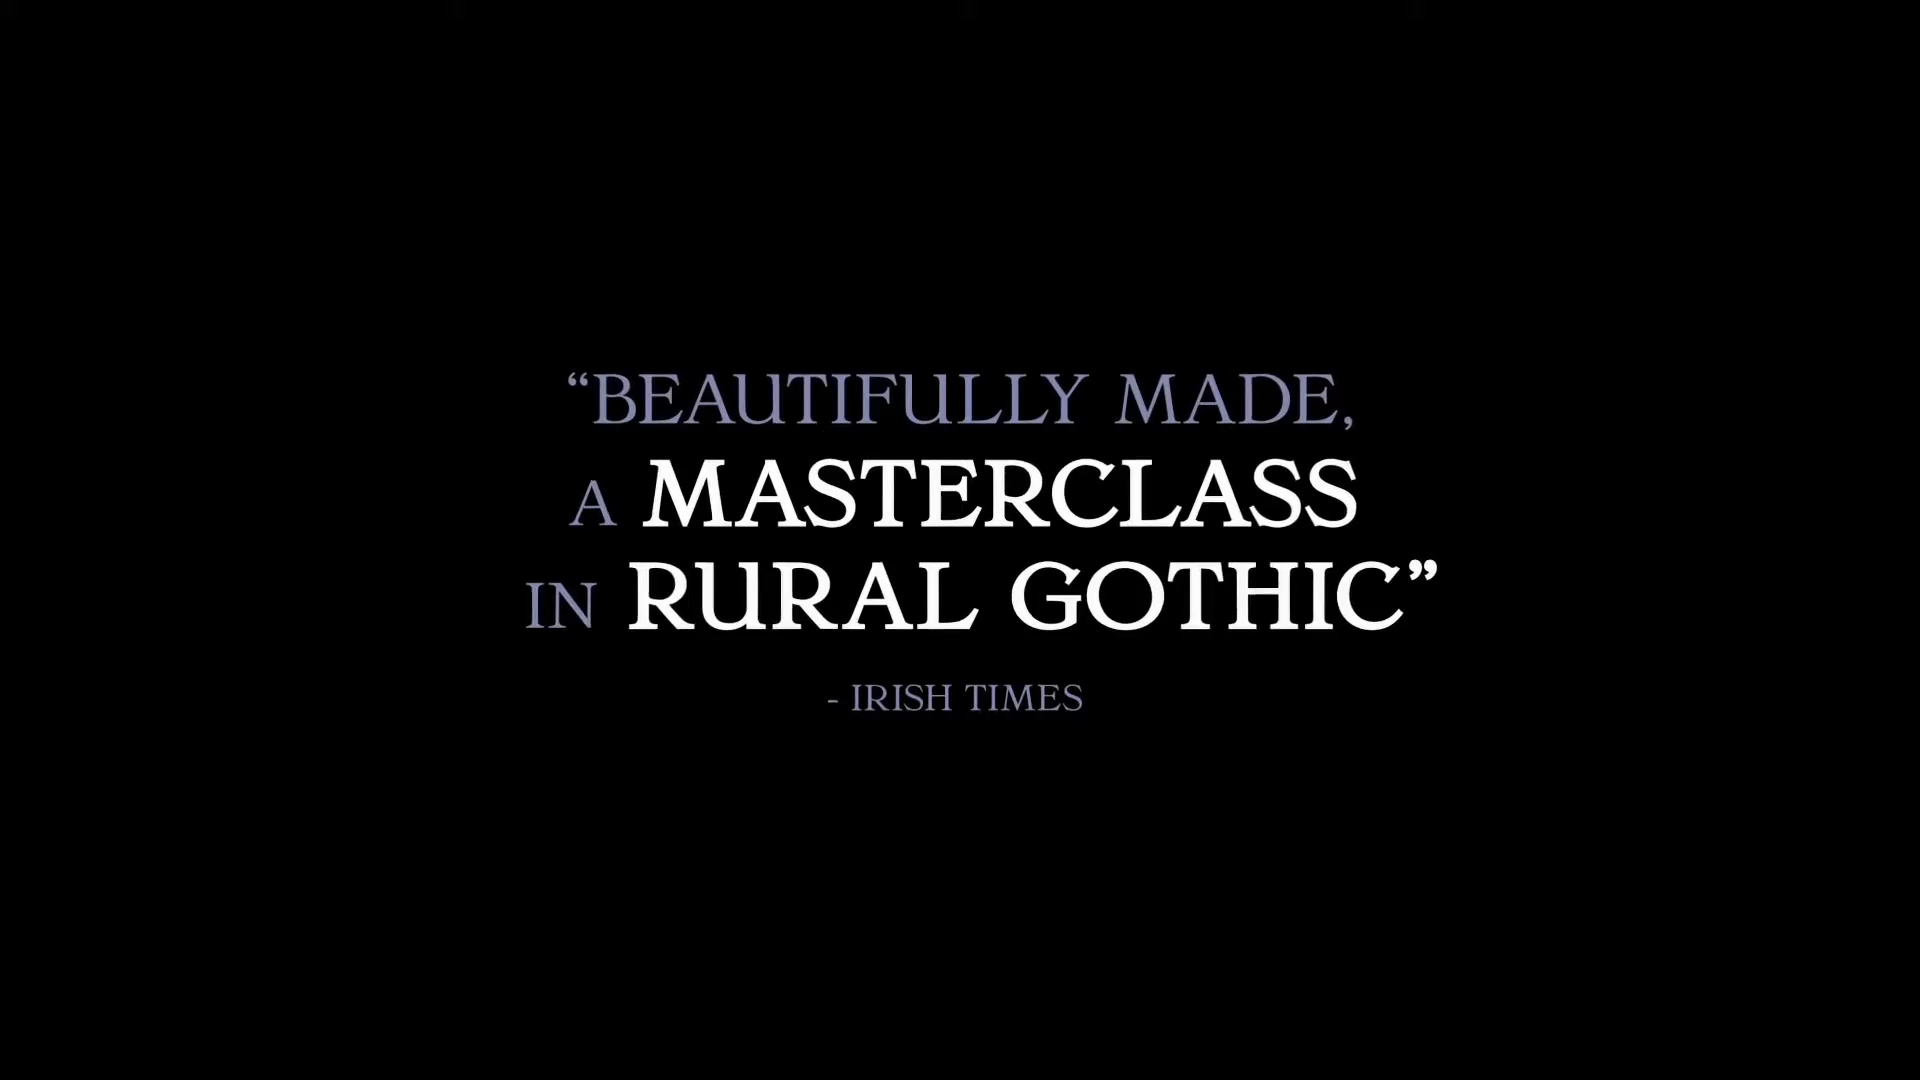 “BEAUTIFULLY MADE,
A MASTERCLASS
IN RURAL GOTHIC”
- IRISH TIMES